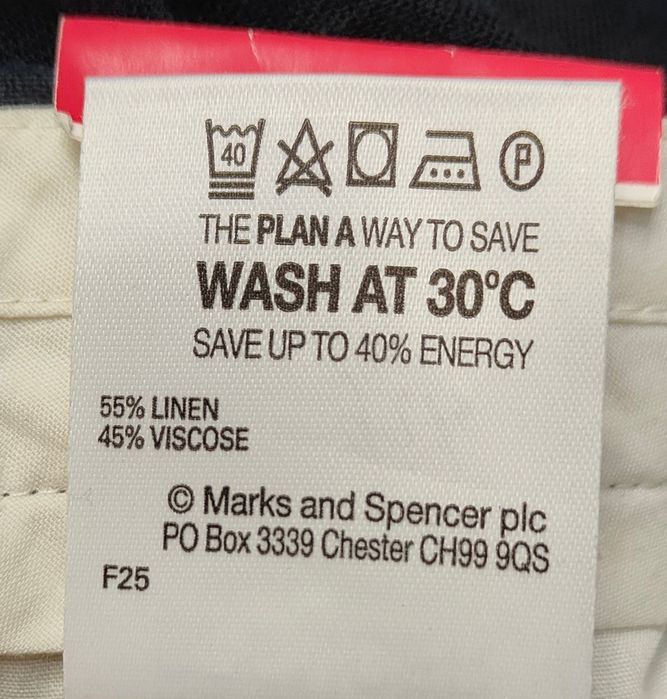 40
P
THE PLAN A WAY TO SAVE
WASH AT 30ºC
SAVE UP TO 40% ENERGY
55% LINEN
45% VISCOSE
© Marks and Spencer plc
PO Box 3339 Chester CH99 9QS
F25